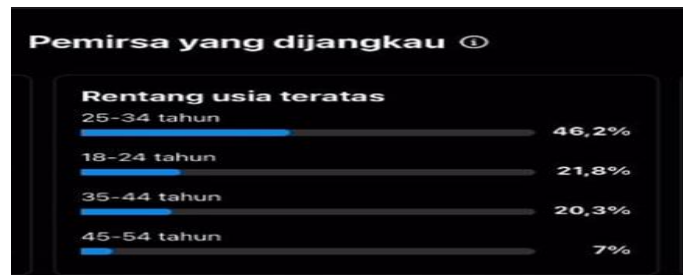 Pemirsa yang dijangkau
Rentang usia teratas
25-34 tahun
46,2%
18-24 tahun
21,8%
35-44 tahun
20,3%
45-54 tahun
7%